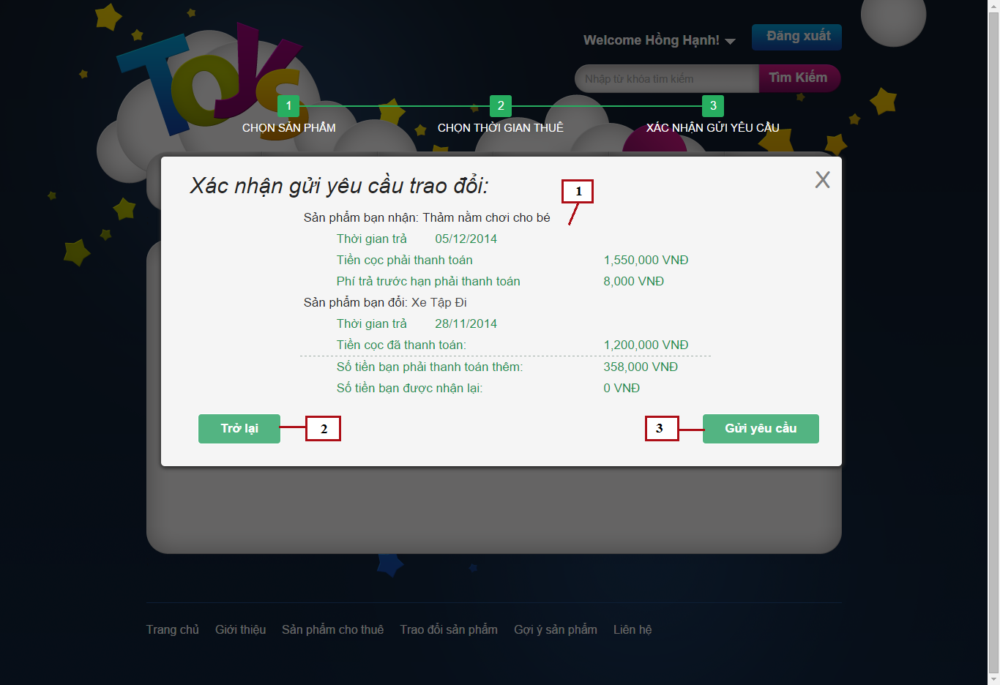 Toys
Welcome Hồng Hạnh!
Đăng xuất
Nhập từ khóa tìm kiếm
Tìm Kiếm
1
2
3
CHỌN SẢN PHẨM
CHỌN THỜI GIAN THUÊ
XÁC NHẬN GỬI YÊU CẦU
Xác nhận gửi yêu cầu trao đổi:
X
1
Sản phẩm bạn nhận: Thảm nằm chơi cho bé
Thời gian trả 05/12/2014
Tiền cọc phải thanh toán 1,550,000 VNĐ
Phí trả trước hạn phải thanh toán 8,000 VNĐ
Sản phẩm bạn đổi: Xe Tập Đi
Thời gian trả 28/11/2014
Tiền cọc đã thanh toán: 1,200,000 VNĐ
Số tiền bạn phải thanh toán thêm: 358,000 VNĐ
Số tiền bạn được nhận lại: 0 VNĐ
Trở lại
2
3
Gửi yêu cầu
Trang chủ Giới thiệu Sản phẩm cho thuê Trao đổi sản phẩm Gợi ý sản phẩm Liên hệ